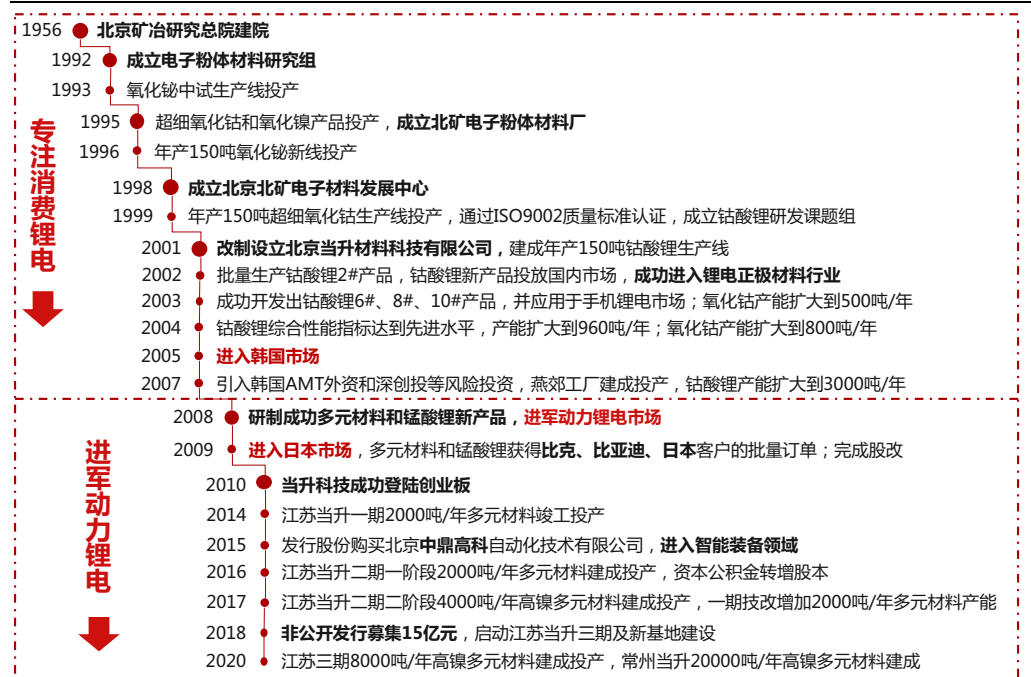 1956 北京矿冶研究总院建院
1992 成立电子粉体材料研究组
1993 氧化铋中试生产线投产
1995 超细氧化钴和氧化镍产品投产，成立北矿电子粉体材料厂
1996 年产150吨氧化铋新线投产
1998 成立北京北矿电子材料发展中心
1999 年产150吨超细氧化钴生产线投产，通过ISO9002质量标准认证，成立钴酸锂研发课题组
2001 改制设立北京当升材料科技有限公司，建成年产150吨钴酸锂生产线
2002 批量生产钴酸锂2#产品，钴酸锂新产品投放国内市场，成功进入锂电正极材料行业
2003 成功开发出钴酸锂6#、8#、10#产品，并应用于手机锂电市场；氧化钴产能扩大到500吨/年
2004 钴酸锂综合性能指标达到先进水平，产能扩大到960吨/年；氧化钴产能扩大到800吨/年
2005 进入韩国市场
2007 引入韩国AMT外资和深创投等风险投资，燕郊工厂建成投产，钴酸锂产能扩大到3000吨/年
专注消费锂电
2008 研制成功多元材料和锰酸锂新产品，进军动力锂电市场
2009 进入日本市场，多元材料和锰酸锂获得比克、比亚迪、日本客户的批量订单；完成股改
2010 当升科技成功登陆创业板
2014 江苏当升一期2000吨/年多元材料竣工投产
2015 发行股份购买北京中鼎高科自动化技术有限公司，进入智能装备领域
2016 江苏当升二期一阶段2000吨/年多元材料建成投产，资本公积金转增股本
2017 江苏当升二期二阶段4000吨/年高镍多元材料建成投产，一期技改增加2000吨/年多元材料产能
2018 非公开发行募集15亿元，启动江苏当升三期及新基地建设
2020 江苏三期8000吨/年高镍多元材料建成投产，常州当升20000吨/年高镍多元材料建成
进军动力锂电